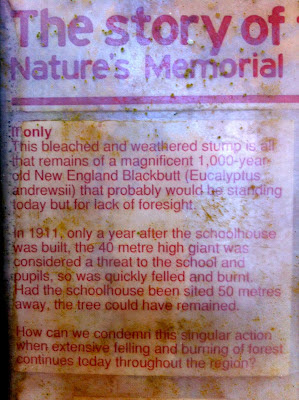 The story of
Nature's Memorial
If only
This bleached and weathered stump is all
that remains of a magnificent 1,000-year-
old New England Blackbutt (Eucalyptus
andrewsii) that probably would be standing
today but for lack of foresight.
In 1911, only a year after the schoolhouse
was built, the 40 metre high giant was
considered a threat to the school and
pupils, so was quickly felled and burnt.
Had the schoolhouse been sited 50 metres
away, the tree could have remained.
How can we condemn this singular action
when extensive felling and burning of forest
continues today throughout the region?